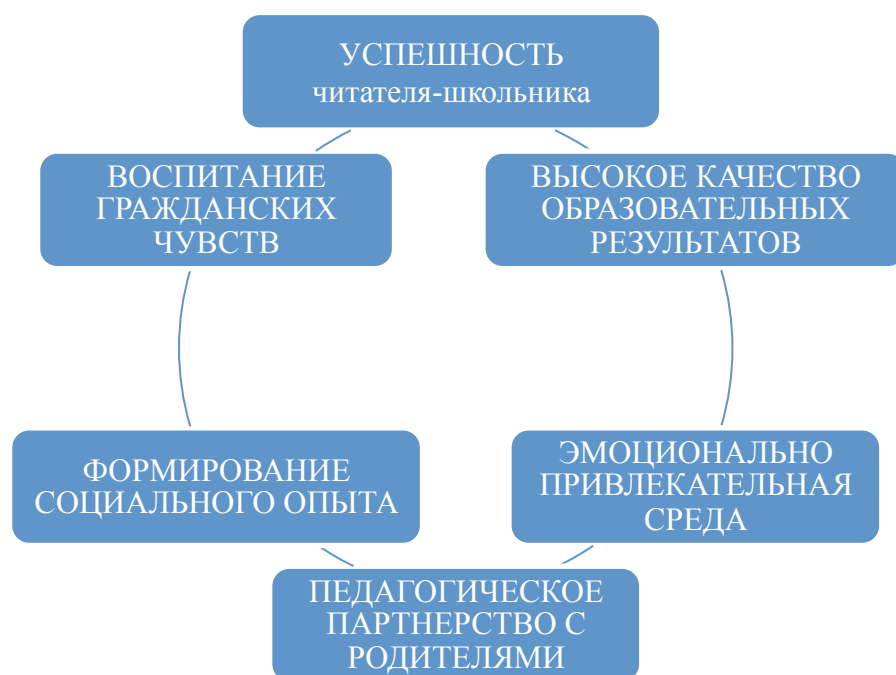 УСПЕШНОСТЬ
читателя-школьника
ВОСПИТАНИЕ
ГРАЖДАНСКИХ
ЧУВСТВ
ВЫСОКОЕ КАЧЕСТВО
ОБРАЗОВАТЕЛЬНЫХ
РЕЗУЛЬТАТОВ
ФОРМИРОВАНИЕ
СОЦИАЛЬНОГО ОПЫТА
ЭМОЦИОНАЛЬНО
ПРИВЛЕКАТЕЛЬНАЯ
СРЕДА
ПЕДАГОГИЧЕСКОЕ
ПАРТНЕРСТВО С
РОДИТЕЛЯМИ